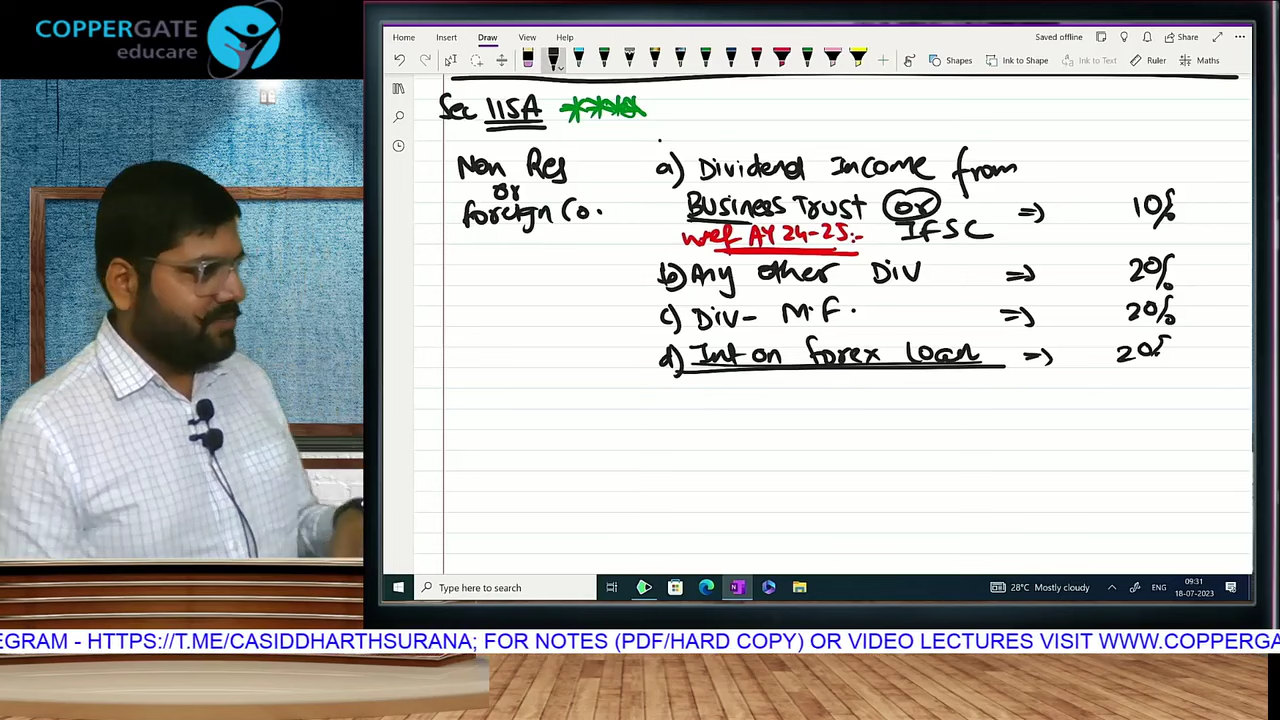 COPPERGATE
educare
Home Insert Draw View Help
Saved offline Share
Shapes Ink to Shape Ink to Text Ruler Maths
Sec 115A
Non Res
or
foreign Co.
a) Dividend Income from
Business Trust or IFSC => 10%
wef AY 24-25:-
b) Any other Div => 20%
c) Div- M.F. => 20%
d) Int on forex loan => 20%
Type here to search
28°C Mostly cloudy ENG 09:31 18-07-2023
EGRAM - HTTPS://T.ME/CASIDDHARTHSURANA; FOR NOTES (PDF/HARD COPY) OR VIDEO LECTURES VISIT WWW.COPPERGA